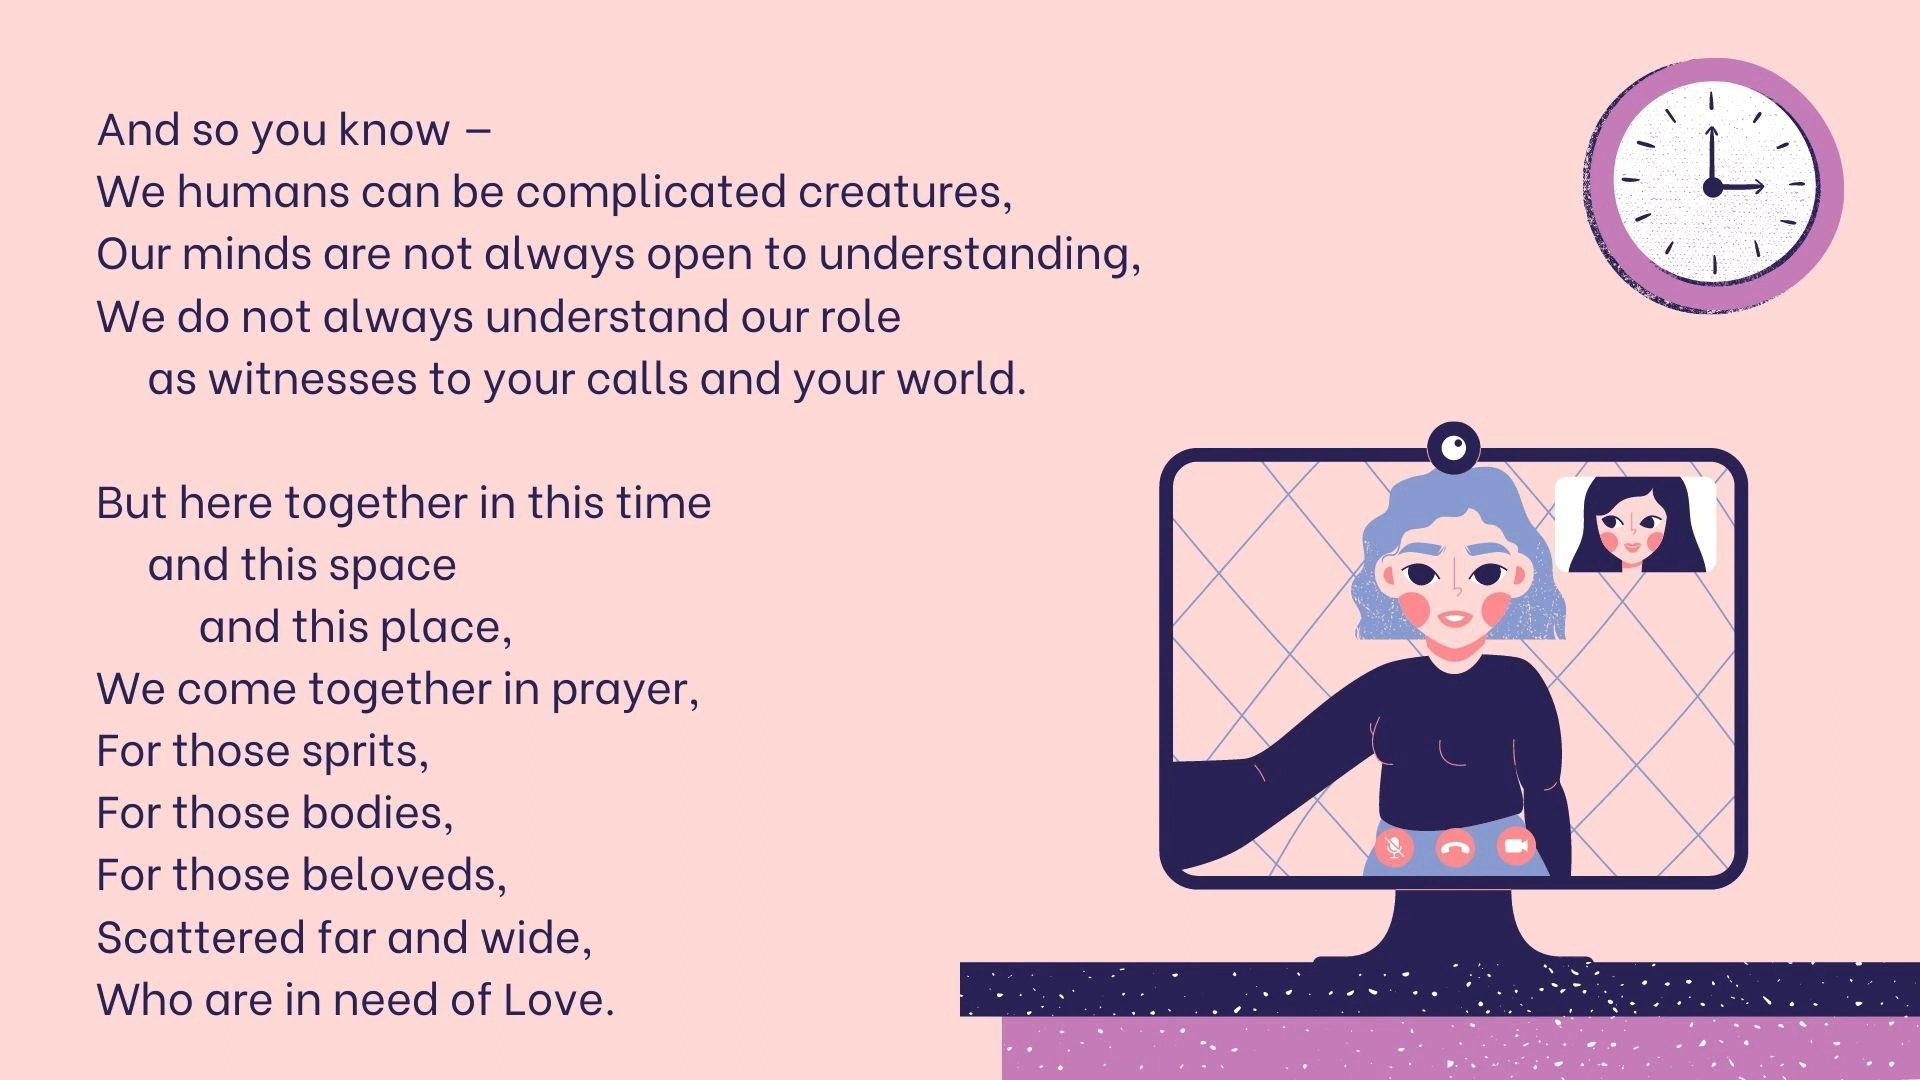 And so you know –
We humans can be complicated creatures,
Our minds are not always open to understanding,
We do not always understand our role
as witnesses to your calls and your world.
But here together in this time
and this space
and this place,
We come together in prayer,
For those sprits,
For those bodies,
For those beloveds,
Scattered far and wide,
Who are in need of Love.